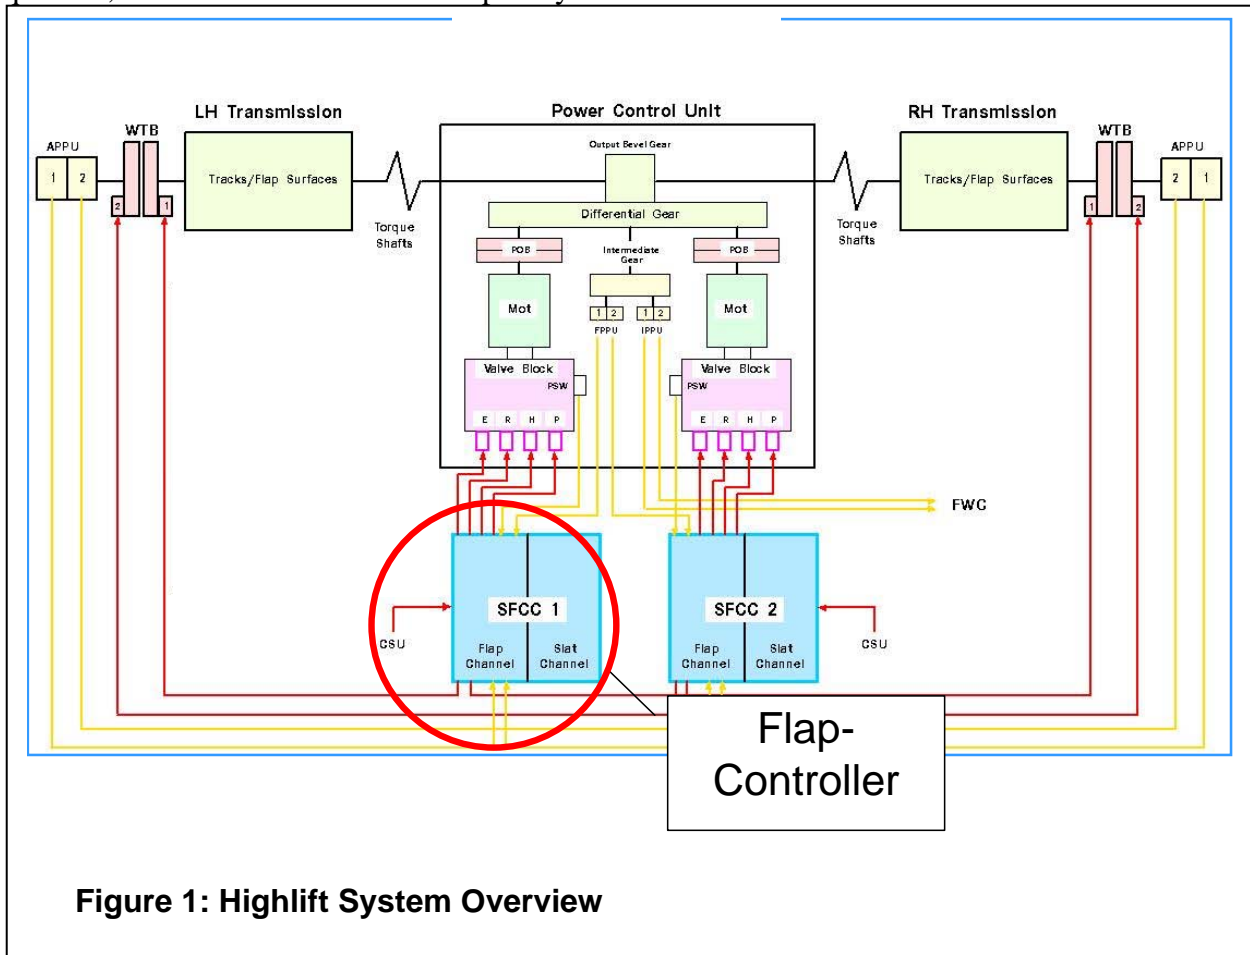 LH Transmission
Power Control Unit
RH Transmission
WTB
WTB
APPU
APPU
Output Bevel Gear
1 2
Tracks/Flap Surfaces
Tracks/Flap Surfaces
2 1
2 1
1 2
Differential Gear
Torque
Shafts
Torque
Shafts
POB
Intermediate
Gear
POB
Mot
Mot
1 2
1 2
FPPU
IPPU
Valve Block
Valve Block
PSW
PSW
E R H P
E R H P
FWC
SFCC 1
SFCC 2
CSU
CSU
Flap
Channel
Slat
Channel
Flap
Channel
Slat
Channel
Flap-
Controller
Figure 1: Highlift System Overview